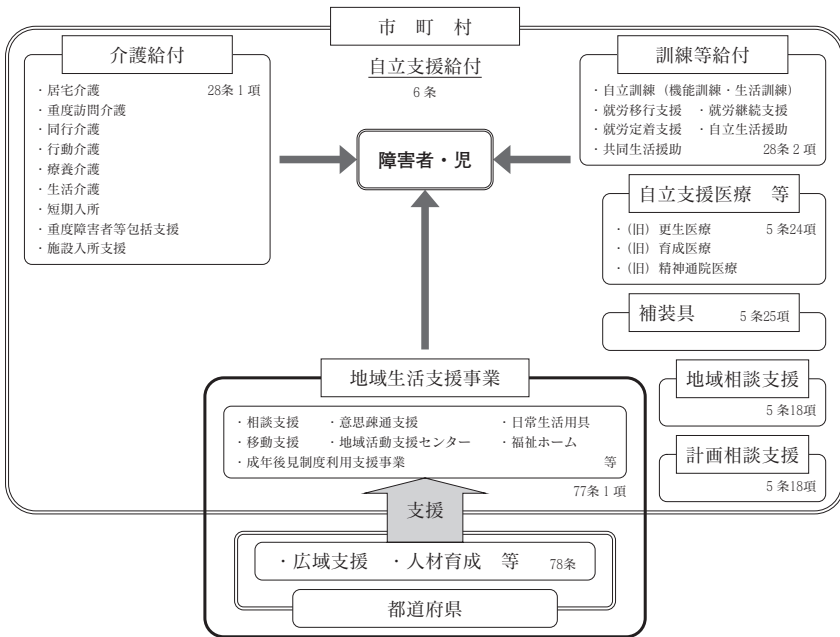 市 町 村
自立支援給付
6 条
介護給付
・居宅介護 28条 1 項
・重度訪問介護
・同行介護
・行動介護
・療養介護
・生活介護
・短期入所
・重度障害者等包括支援
・施設入所支援
障害者・児
訓練等給付
・自立訓練（機能訓練・生活訓練）
・就労移行支援 ・就労継続支援
・就労定着支援 ・自立生活援助
・共同生活援助 28条 2 項
自立支援医療 等
・(旧) 更生医療 5 条24項
・(旧) 育成医療
・(旧) 精神通院医療
補装具 5 条25項
地域相談支援
5 条18項
計画相談支援
5 条18項
地域生活支援事業
・相談支援 ・意思疎通支援 ・日常生活用具
・移動支援 ・地域活動支援センター ・福祉ホーム
・成年後見制度利用支援事業 等
77条 1 項
支援
・広域支援 ・人材育成 等 78条
都道府県